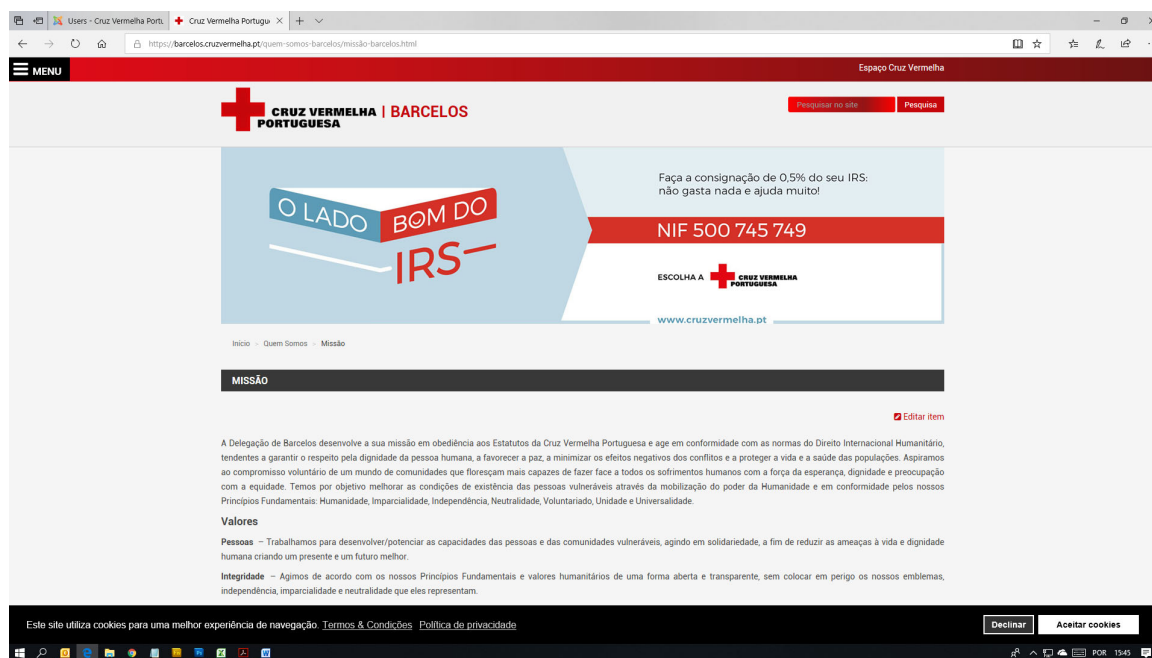 Users - Cruz Vermelha Portu
Cruz Vermelha Portugu
https://barcelos.cruzvermelha.pt/quem-somos-barcelos/missão-barcelos.html
MENU
Espaço Cruz Vermelha
CRUZ VERMELHA | BARCELOS
PORTUGUESA
Pesquisar no site
Pesquisa
O LADO BOM DO
IRS
Faça a consignação de 0,5% do seu IRS:
não gasta nada e ajuda muito!
NIF 500 745 749
ESCOLHA A CRUZ VERMELHA
PORTUGUESA
www.cruzvermelha.pt
Início - Quem Somos - Missão
MISSÃO
Editar item
A Delegação de Barcelos desenvolve a sua missão em obediência aos Estatutos da Cruz Vermelha Portuguesa e age em conformidade com as normas do Direito Internacional Humanitário,
tendentes a garantir o respeito pela dignidade da pessoa humana, a favorecer a paz, a minimizar os efeitos negativos dos conflitos e a proteger a vida e a saúde das populações. Aspiramos
ao compromisso voluntário de um mundo de comunidades que floresçam mais capazes de fazer face a todos os sofrimentos humanos com a força da esperança, dignidade e preocupação
com a equidade. Temos por objetivo melhorar as condições de existência das pessoas vulneráveis através da mobilização do poder da Humanidade e em conformidade pelos nossos
Princípios Fundamentais: Humanidade, Imparcialidade, Independência, Neutralidade, Voluntariado, Unidade e Universalidade.
Valores
Pessoas – Trabalhamos para desenvolver/potenciar as capacidades das pessoas e das comunidades vulneráveis, agindo em solidariedade, a fim de reduzir as ameaças à vida e dignidade
humana criando um presente e um futuro melhor.
Integridade – Agimos de acordo com os nossos Princípios Fundamentais e valores humanitários de uma forma aberta e transparente, sem colocar em perigo os nossos emblemas,
independência, imparcialidade e neutralidade que eles representam.
Este site utiliza cookies para uma melhor experiência de navegação. Termos & Condições Política de privacidade
Declinar
Aceitar cookies
POR 15:45